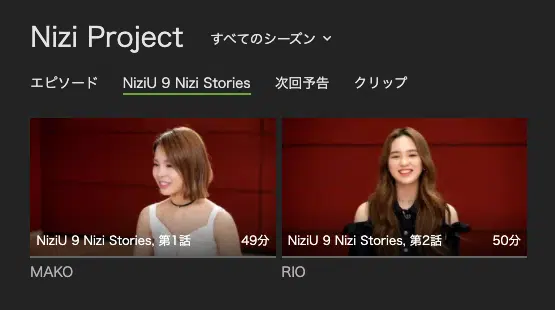 Nizi Project すべてのシーズン
エピソード NiziU 9 Nizi Stories 次回予告 クリップ
NiziU 9 Nizi Stories, 第1話 49分
NiziU 9 Nizi Stories, 第2話 50分
MAKO
RIO